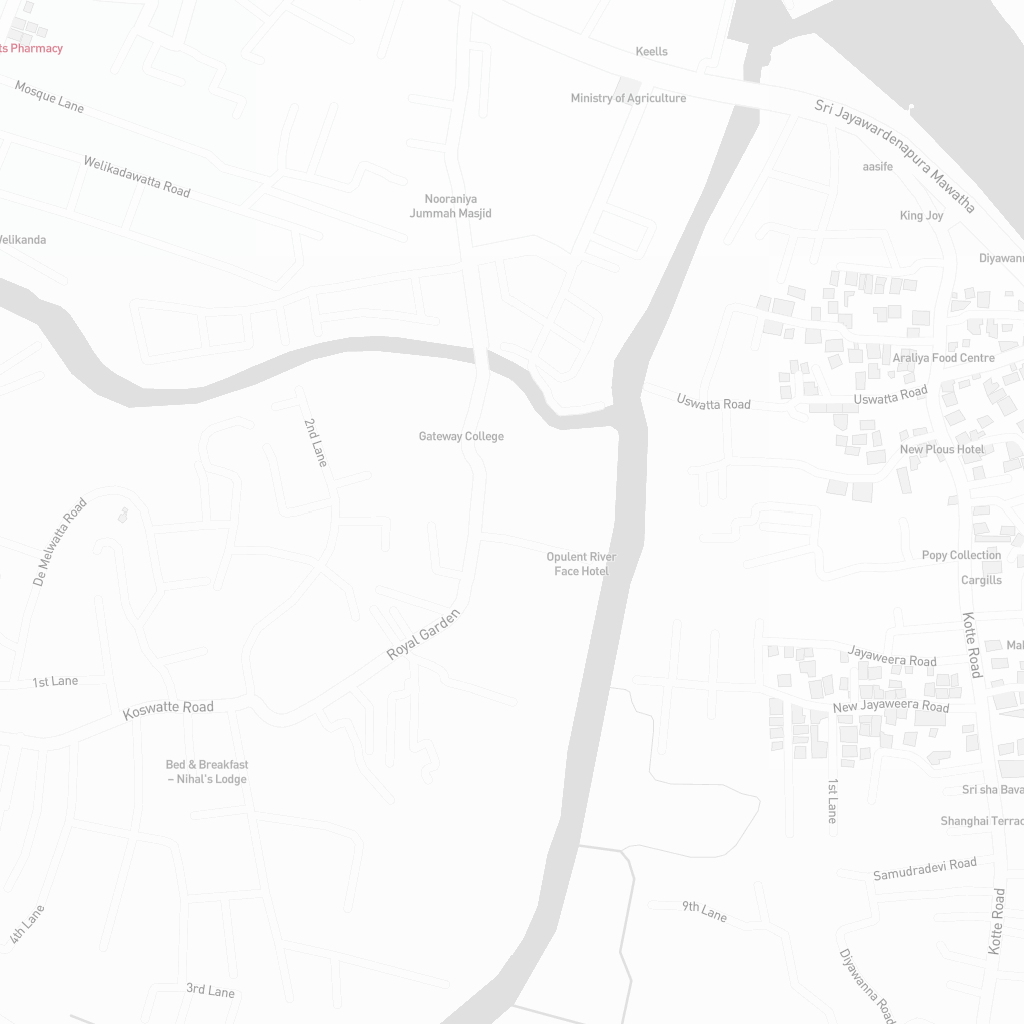 Keells
ts Pharmacy
Mosque Lane
Ministry of Agriculture
Sri Jayawardenapura Mawatha
Welikadawatta Road
aasife
Nooraniya
Jummah Masjid
King Joy
Welikanda
Diyawann
Araliya Food Centre
Uswatta Road
Uswatta Road
2nd Lane
Gateway College
New Plous Hotel
De Melwatta Road
Opulent River
Face Hotel
Popy Collection
Cargills
Royal Garden
Kotte Road
Jayaweera Road
Mal
1st Lane
Koswatte Road
New Jayaweera Road
Bed & Breakfast
– Nihal's Lodge
1st Lane
Sri sha Bava
Shanghai Terrac
Samudradevi Road
4th Lane
9th Lane
Kotte Road
Diyawanna Road
3rd Lane